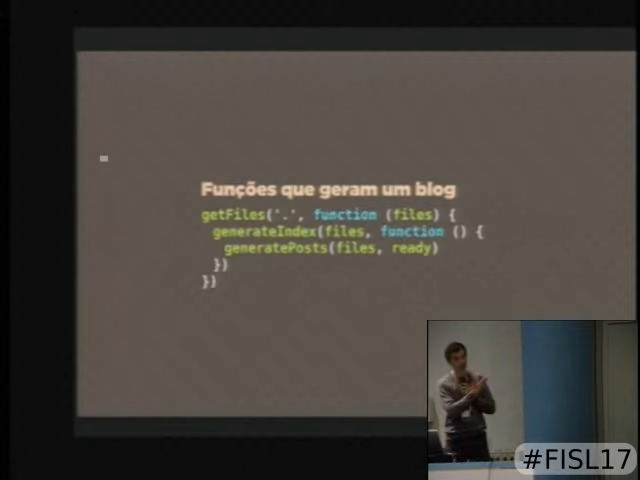 Funções que geram um blog
getFiles('.', function (files) {
generateIndex(files, function () {
generatePosts(files, ready)
})
})
#FISL17